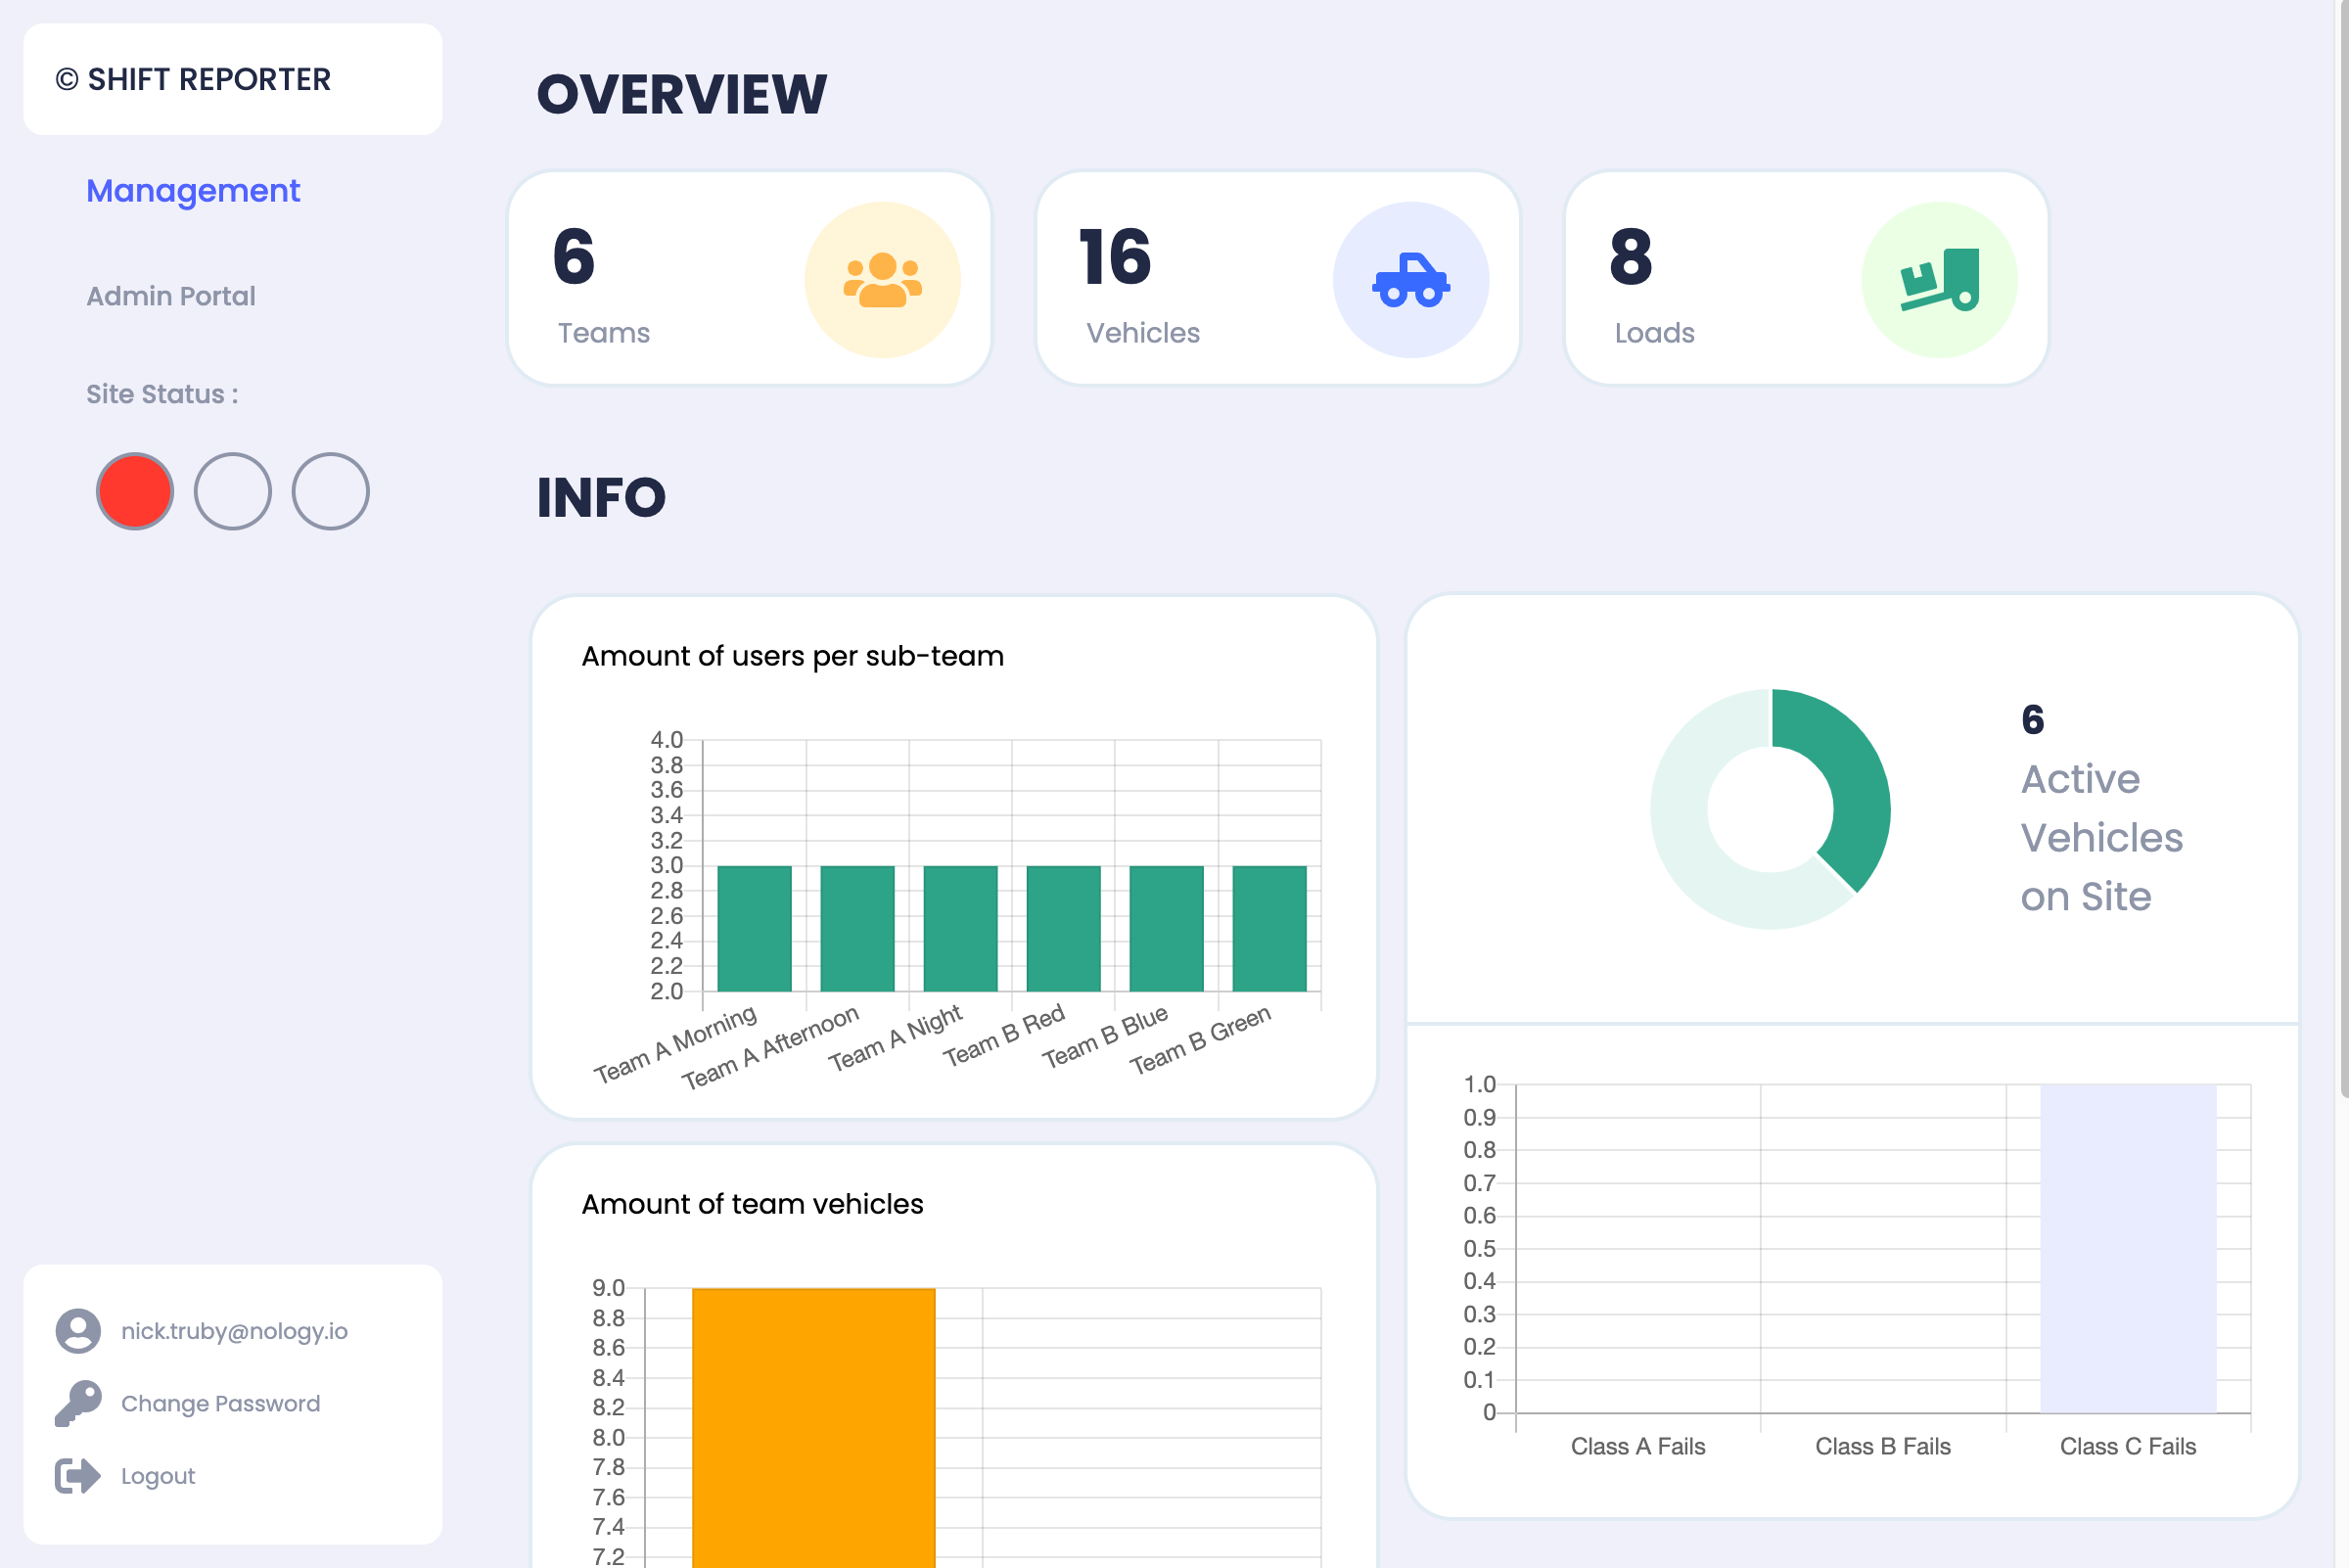 © SHIFT REPORTER
Management
Admin Portal
Site Status :
nick.truby@nology.io
Change Password
Logout
OVERVIEW
6
Teams
16
Vehicles
8
Loads
INFO
Amount of users per sub-team
4.0
3.8
3.6
3.4
3.2
3.0
2.8
2.6
2.4
2.2
2.0
Team A Morning
Team A Afternoon
Team A Night
Team B Red
Team B Blue
Team B Green
6
Active
Vehicles
on Site
1.0
0.9
0.8
0.7
0.6
0.5
0.4
0.3
0.2
0.1
0
Class A Fails
Class B Fails
Class C Fails
Amount of team vehicles
9.0
8.8
8.6
8.4
8.2
8.0
7.8
7.6
7.4
7.2